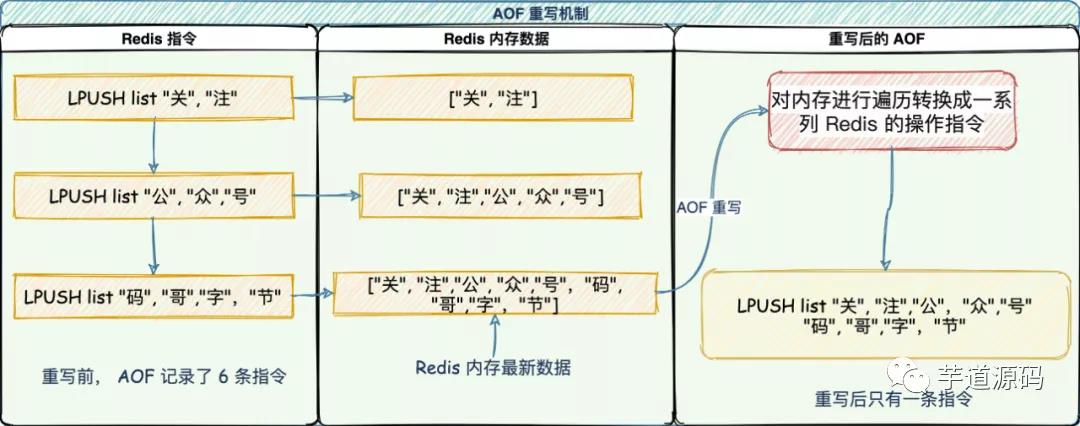 AOF 重写机制
Redis 指令
Redis 内存数据
重写后的 AOF
LPUSH list "关", "注"
["关", "注"]
对内存进行遍历转换成一
系列 Redis 的操作指令
LPUSH list "公", "众","号"
["关", "注","公", "众","号"]
AOF 重写
LPUSH list "码", "哥","字", "节"
["关", "注","公", "众","号", "码",
"哥","字", "节"]
LPUSH list "关", "注","公", "众","号"
"码", "哥","字", "节"
重写前， AOF 记录了 6 条指令
Redis 内存最新数据
重写后只有一条指令
芋道源码